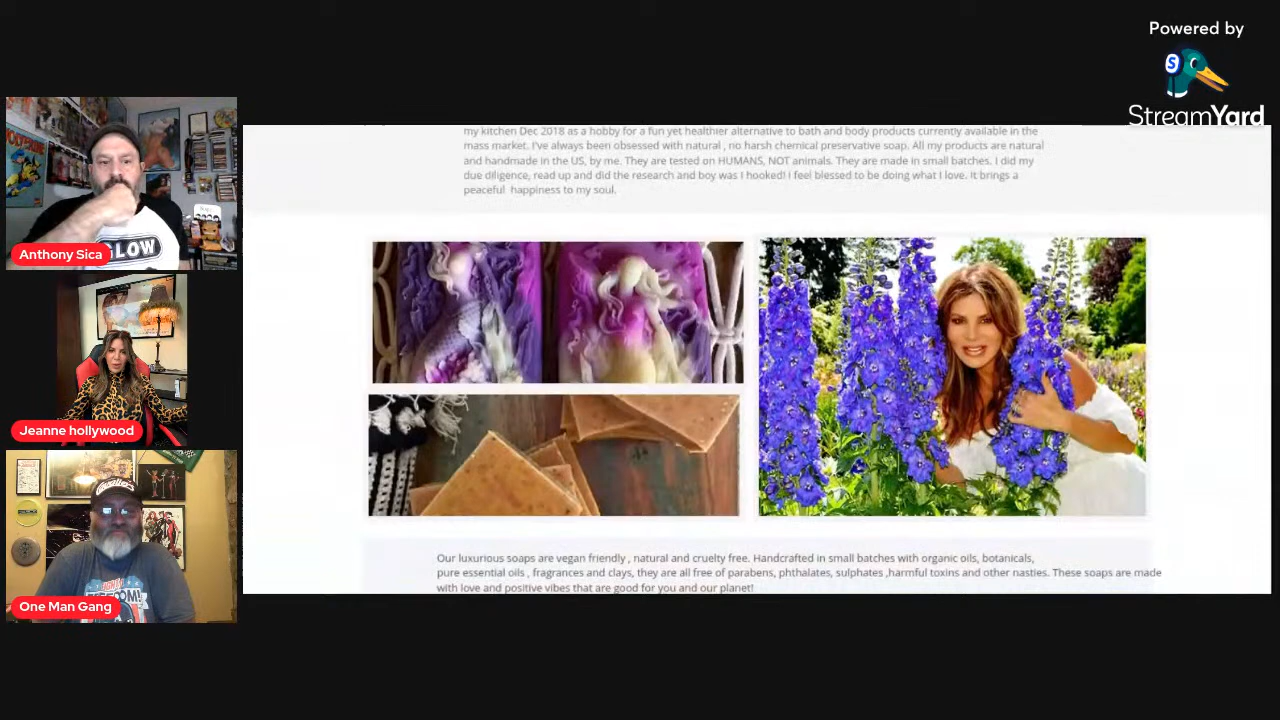 Powered by
StreamYard
my kitchen Dec 2018 as a hobby for a fun yet healthier alternative to bath and body products currently available in the
mass market. I've always been obsessed with natural , no harsh chemical preservative soap. All my products are natural
and handmade in the US, by me. They are tested on HUMANS, NOT animals. They are made in small batches. I did my
due diligence, read up and did the research and boy was I hooked! I feel blessed to be doing what I love. It brings a
peaceful happiness to my soul.
GLOW
Anthony Sica
Jeanne hollywood
One Man Gang
Our luxurious soaps are vegan friendly , natural and cruelty free. Handcrafted in small batches with organic oils, botanicals,
pure essential oils , fragrances and clays, they are all free of parabens, phthalates, sulphates ,harmful toxins and other nasties. These soaps are made
with love and positive vibes that are good for you and our planet!